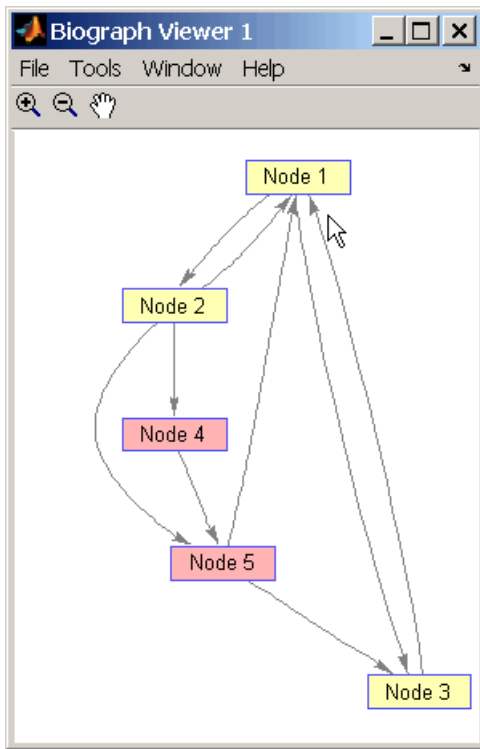 Biograph Viewer 1
File Tools Window Help
Node 1
Node 2
Node 4
Node 5
Node 3